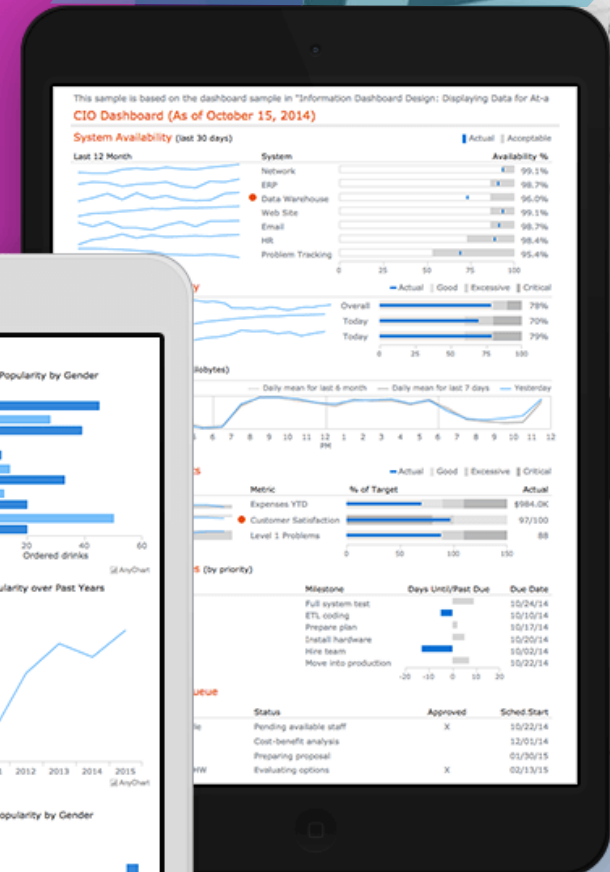 This sample is based on the dashboard sample in "Information Dashboard Design: Displaying Data for At-a
CIO Dashboard (As of October 15, 2014)
System Availability (last 30 days)
Actual Acceptable
Last 12 Month System Availability %
Network 99.1%
ERP 98.7%
Data Warehouse 96.0%
Web Site 99.1%
Email 98.7%
HR 98.4%
Problem Tracking 95.4%
0 25 50 75 100
y
Actual Good Excessive Critical
Overall 79%
Today 70%
Today 79%
0 25 50 75 100
lobytes)
Daily mean for last 6 month Daily mean for last 7 days Yesterday
6 7 8 9 10 11 12 1 2 3 4 5 6 7 8 9 10 11 12
PM
s
Actual Good Excessive Critical
Metric % of Target Actual
Expenses YTD $984.0K
Customer Satisfaction 97/100
Level 1 Problems 88
0 50 100 150
s (by priority)
Milestone Days Until/Past Due Due Date
Full system test 10/24/14
ETL coding 10/10/14
Prepare plan 10/17/14
Install hardware 10/20/14
Hire team 10/02/14
Move into production 10/22/14
-20 -10 0 10 20
ueue
Status Approved Sched.Start
le Pending available staff X 10/22/14
Cost-benefit analysis 12/01/14
Preparing proposal 01/30/15
HW Evaluating options X 02/13/15
Popularity by Gender
20 40 60
Ordered drinks
AnyChart
ularity over Past Years
2012 2013 2014 2015
AnyChart
opularity by Gender